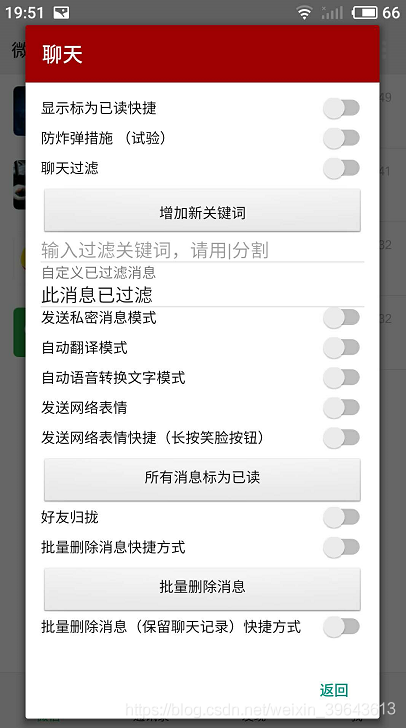 19:51
66
微
聊天
49
显示标为已读快捷
防炸弹措施 （试验）
聊天过滤
41
增加新关键词
输入过滤关键词，请用|分割
32
自定义已过滤消息
此消息已过滤
发送私密消息模式
32
自动翻译模式
自动语音转换文字模式
发送网络表情
发送网络表情快捷（长按笑脸按钮）
所有消息标为已读
好友归拢
批量删除消息快捷方式
批量删除消息
批量删除消息（保留聊天记录）快捷方式
返回
https://blog.csdn.net/weixin_39643613